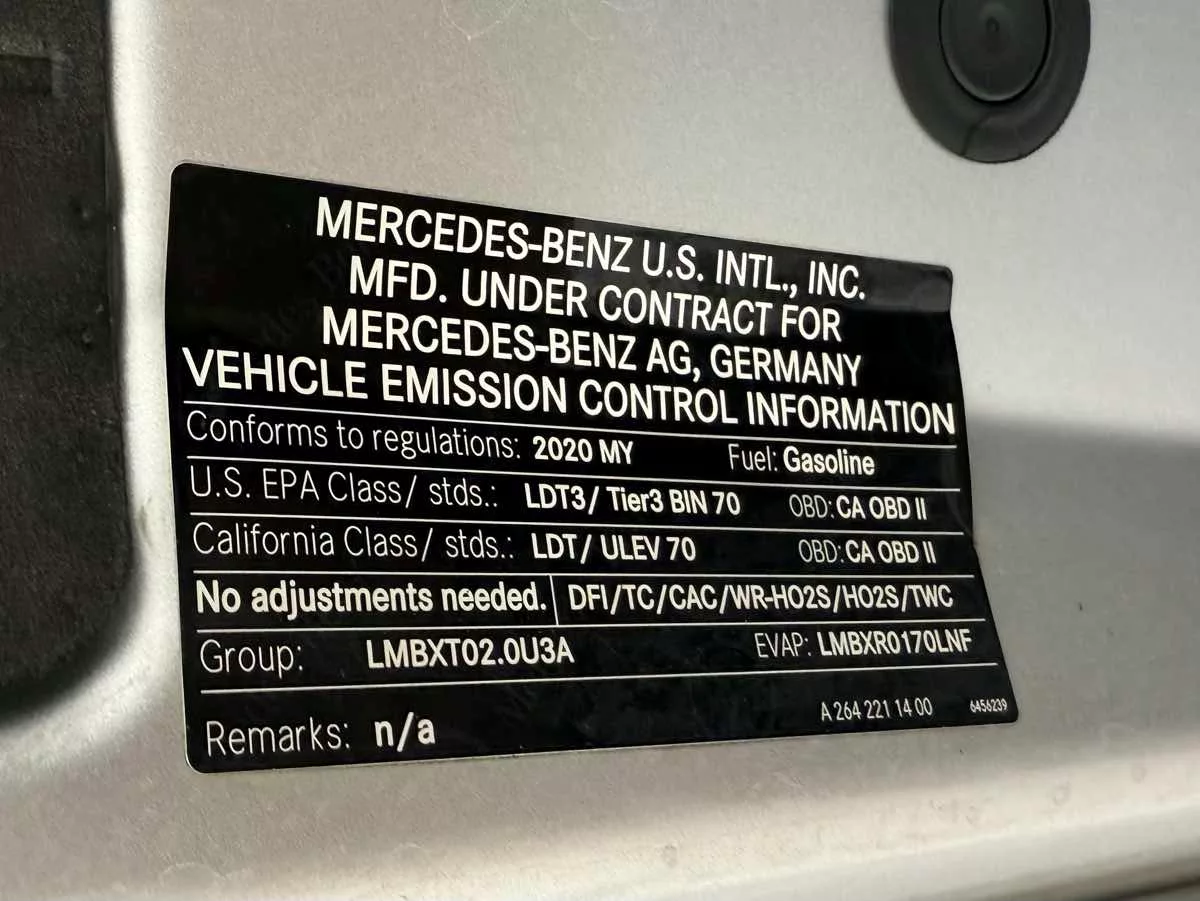 MERCEDES-BENZ U.S. INTL., INC.
MFD. UNDER CONTRACT FOR
MERCEDES-BENZ AG, GERMANY
VEHICLE EMISSION CONTROL INFORMATION
Conforms to regulations: 2020 MY Fuel: Gasoline
U.S. EPA Class/ stds.: LDT3/ Tier3 BIN 70 OBD: CA OBD II
California Class/ stds.: LDT/ ULEV 70 OBD: CA OBD II
No adjustments needed. DFI/TC/CAC/WR-HO2S/HO2S/TWC
Group: LMBXT02.0U3A EVAP: LMBXR0170LNF
Remarks: n/a A 264 221 14 00 6456239